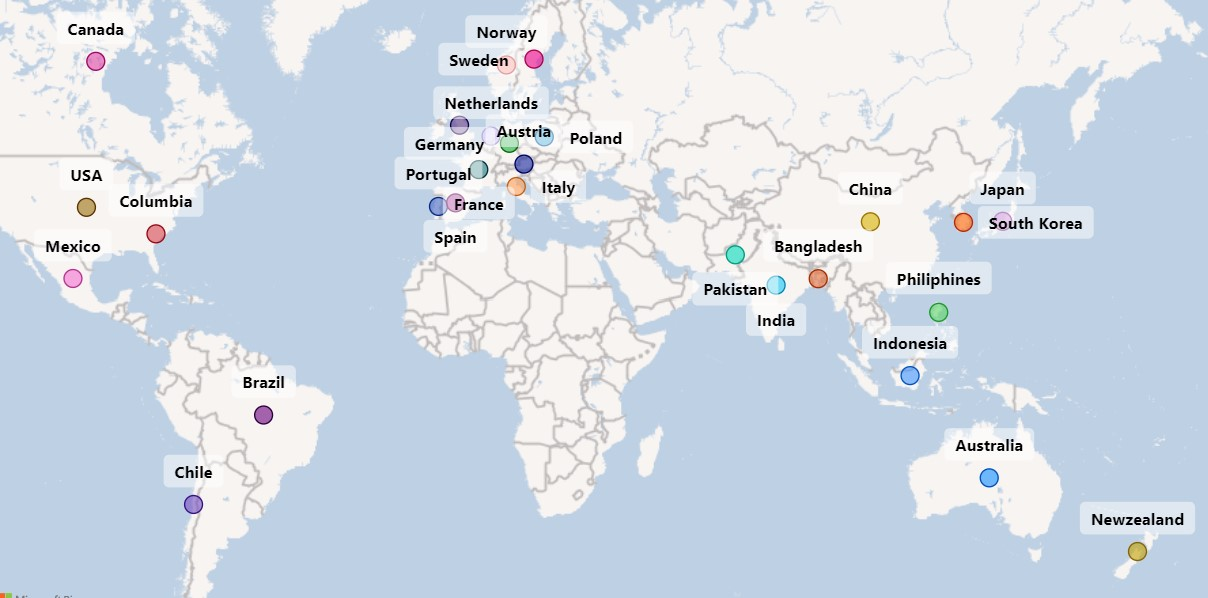 Canada
Norway
Sweden
Netherlands
Austria
Poland
Germany
Portugal
Italy
France
Spain
USA
Columbia
Mexico
China
Japan
South Korea
Bangladesh
Pakistan
Philiphines
India
Indonesia
Brazil
Chile
Australia
Newzealand